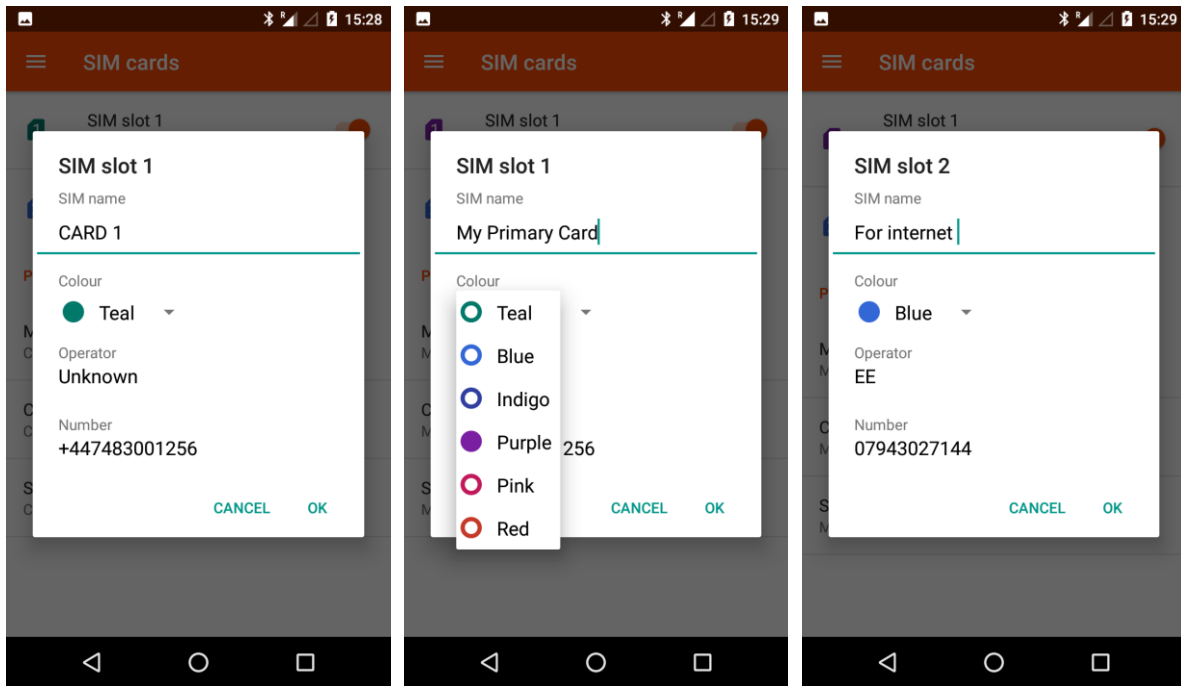 R 15:28
SIM cards
1 SIM slot 1
SIM slot 1
SIM name
CARD 1
P
Colour
Teal
M
C
Operator
Unknown
C
C
Number
+447483001256
S
C
CANCEL OK
R 15:29
SIM cards
1 SIM slot 1
SIM slot 1
SIM name
My Primary Card
P
Colour
Teal
M
M
Blue
Indigo
C
M
Purple
256
Pink
S
M
CANCEL OK
Red
R 15:29
SIM cards
SIM slot 1
SIM slot 2
SIM name
For internet
P
Colour
Blue
M
M
Operator
EE
C
M
Number
07943027144
S
M
CANCEL OK